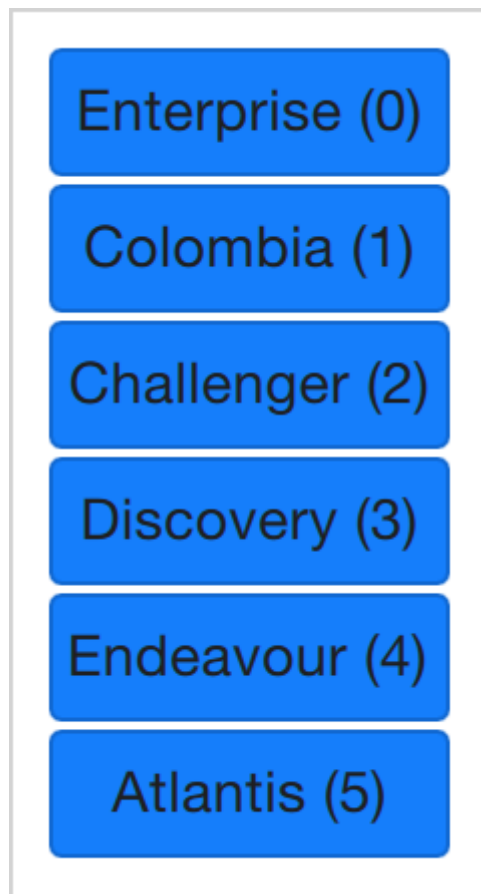 Enterprise (0)
Colombia (1)
Challenger (2)
Discovery (3)
Endeavour (4)
Atlantis (5)